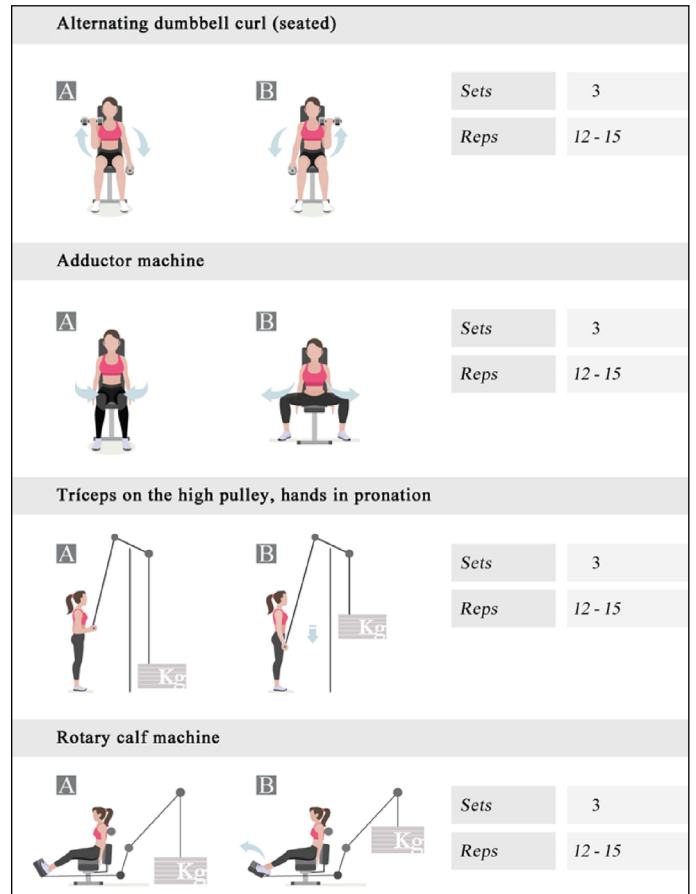 Alternating dumbbell curl (seated)
A
B
Sets 3
Reps 12 - 15
Adductor machine
A
B
Sets 3
Reps 12 - 15
Tríceps on the high pulley, hands in pronation
A
B
Sets 3
Reps 12 - 15
Kg
Kg
Rotary calf machine
A
B
Sets 3
Reps 12 - 15
Kg
Kg